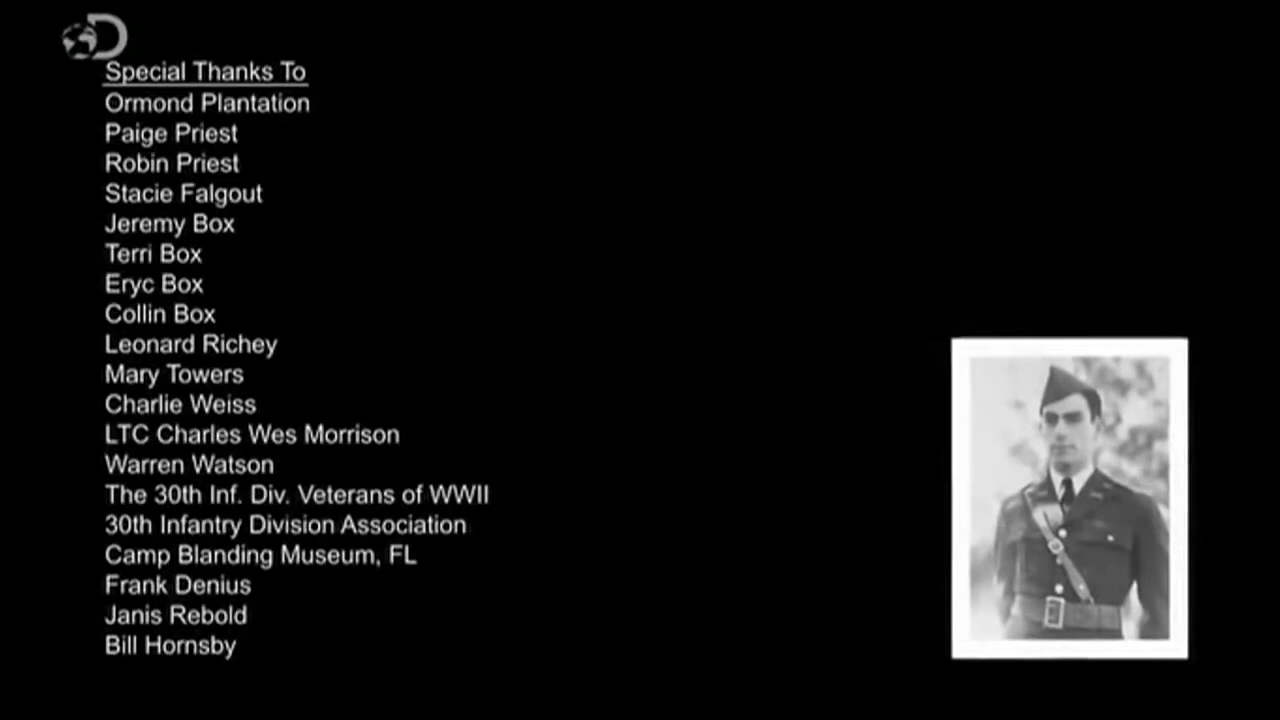 Special Thanks To
Ormond Plantation
Paige Priest
Robin Priest
Stacie Falgout
Jeremy Box
Terri Box
Eryc Box
Collin Box
Leonard Richey
Mary Towers
Charlie Weiss
LTC Charles Wes Morrison
Warren Watson
The 30th Inf. Div. Veterans of WWII
30th Infantry Division Association
Camp Blanding Museum, FL
Frank Denius
Janis Rebold
Bill Hornsby